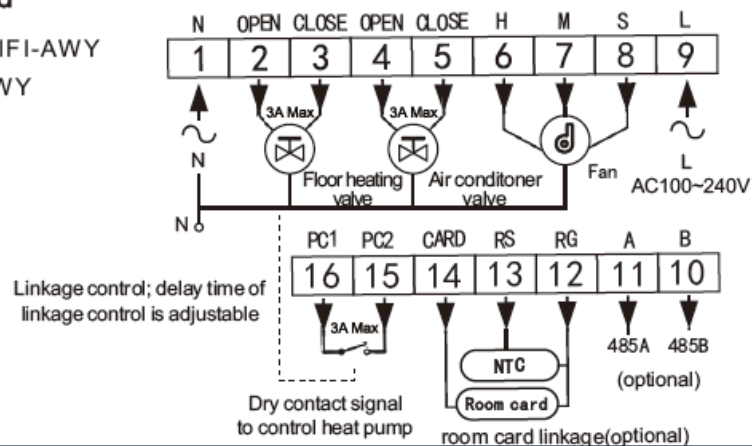 IFI-AWY
WY
N OPEN CLOSE OPEN CLOSE H M S L
1 2 3 4 5 6 7 8 9
3A Max 3A Max
N
Floor heating valve
Air conditoner valve
Fan
L
AC100~240V
N
PC1 PC2 CARD RS RG A B
16 15 14 13 12 11 10
Linkage control; delay time of
linkage control is adjustable
3A Max
485A 485B
NTC
(optional)
Room card
Dry contact signal
to control heat pump
room card linkage(optional)